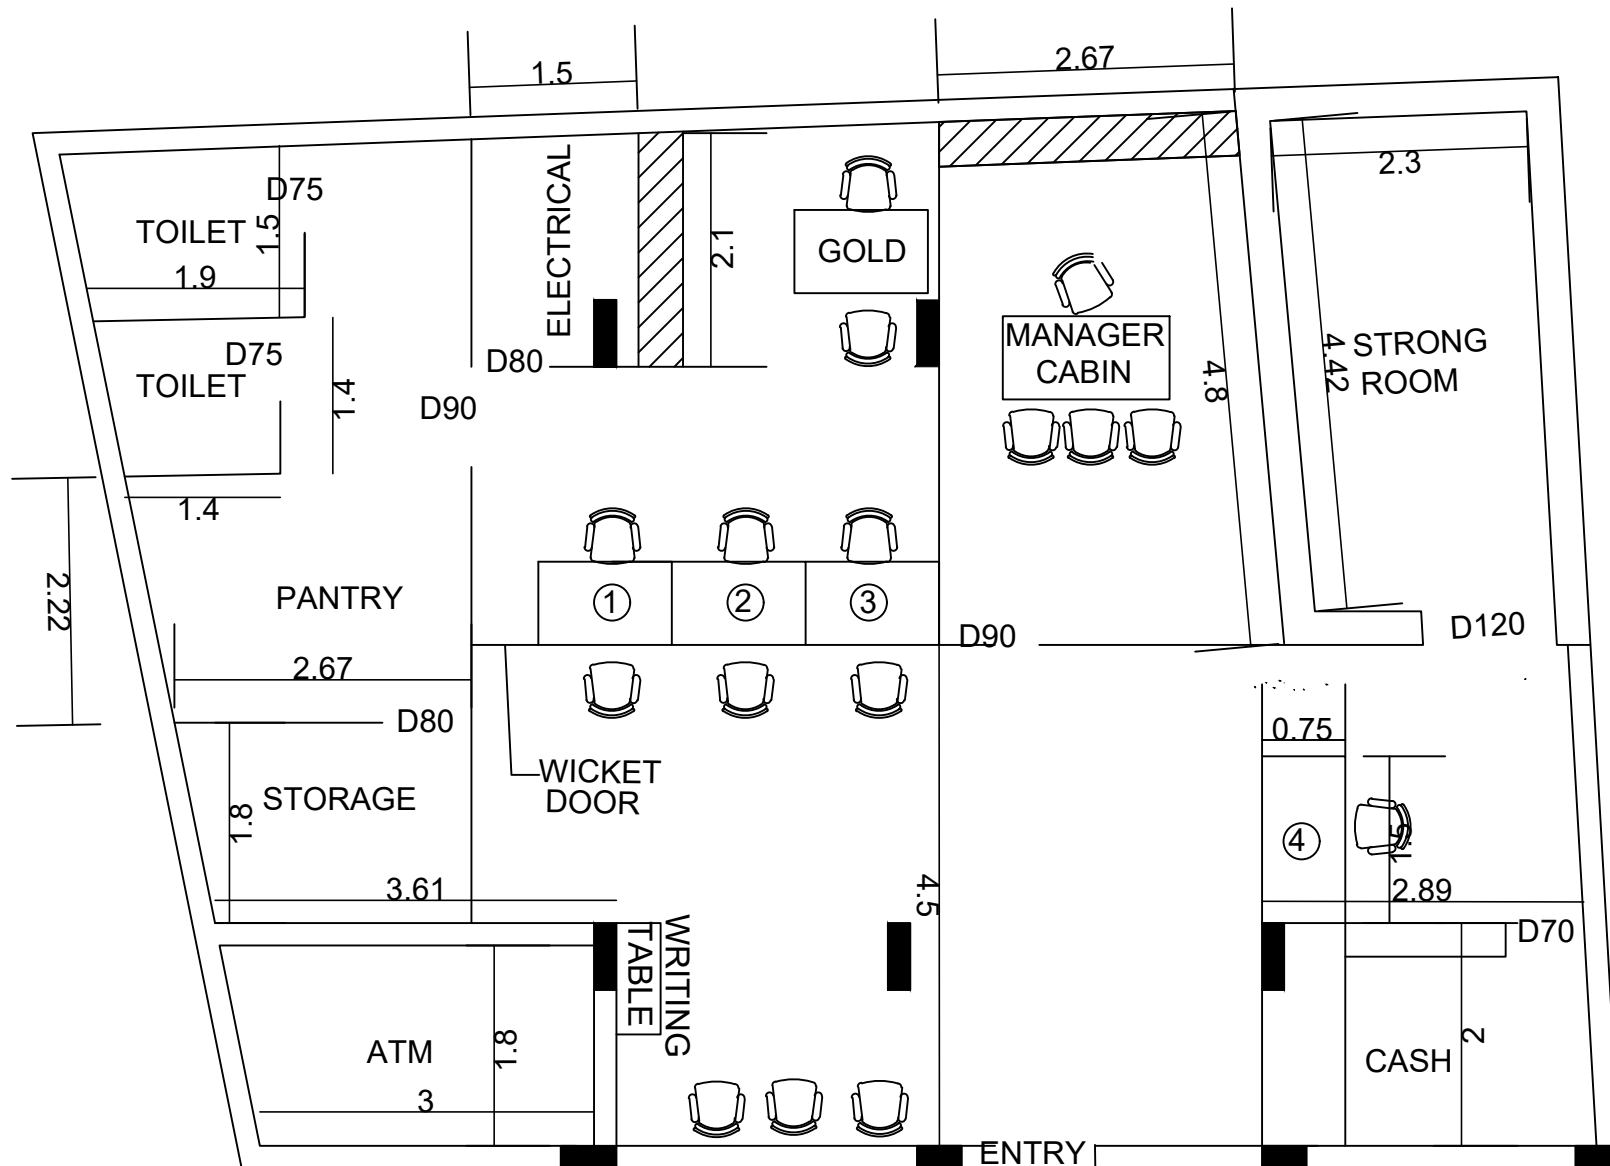 1.5
2.67
D75
TOILET
1.5
1.9
ELECTRICAL
2.1
GOLD
2.3
D75
TOILET
1.4
D80
D90
MANAGER
CABIN
4.8
4.42
STRONG
ROOM
1.4
2.22
PANTRY
1
2
3
D90
D120
2.67
D80
0.75
WICKET
DOOR
STORAGE
1.8
4
1.5
3.61
4.5
2.89
WRITING
TABLE
D70
ATM
1.8
3
2
CASH
ENTRY